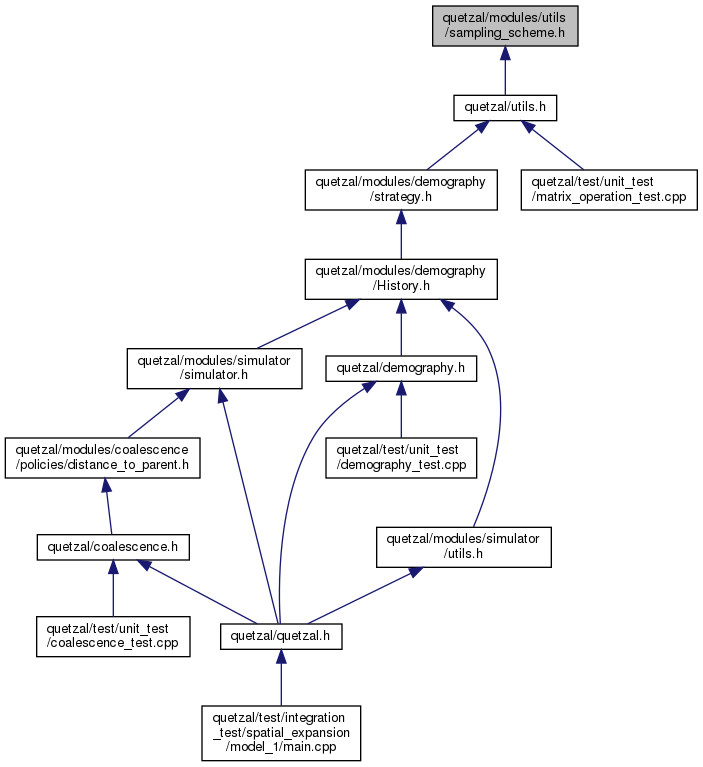 quetzal/modules/utils
/sampling_scheme.h
quetzal/utils.h
quetzal/modules/demography
/strategy.h
quetzal/test/unit_test
/matrix_operation_test.cpp
quetzal/modules/demography
/History.h
quetzal/modules/simulator
/simulator.h
quetzal/demography.h
quetzal/modules/coalescence
/policies/distance_to_parent.h
quetzal/test/unit_test
/demography_test.cpp
quetzal/coalescence.h
quetzal/modules/simulator
/utils.h
quetzal/test/unit_test
/coalescence_test.cpp
quetzal/quetzal.h
quetzal/test/integration
_test/spatial_expansion
/model_1/main.cpp